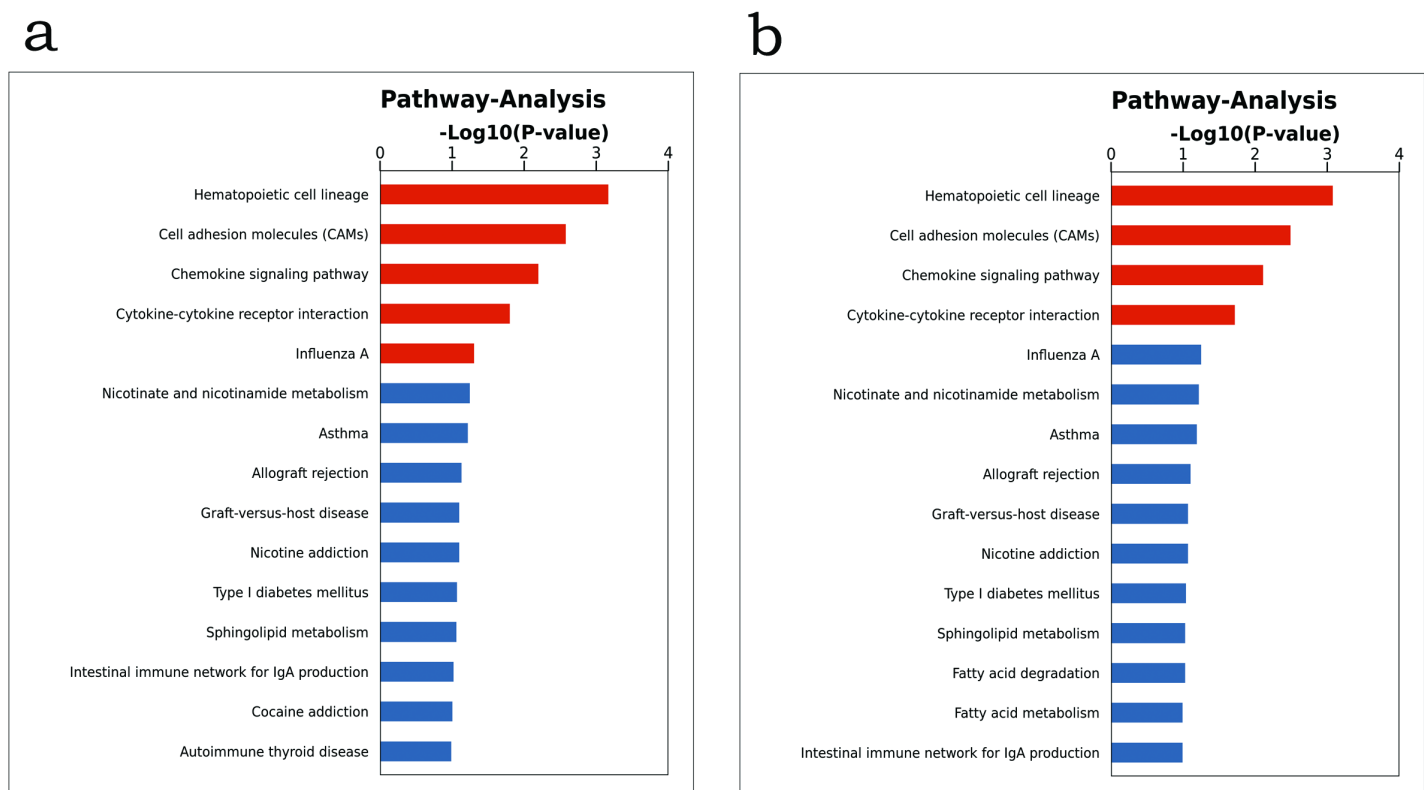 a
Pathway-Analysis
-Log10(P-value)
0 1 2 3 4
Hematopoietic cell lineage
Cell adhesion molecules (CAMs)
Chemokine signaling pathway
Cytokine-cytokine receptor interaction
Influenza A
Nicotinate and nicotinamide metabolism
Asthma
Allograft rejection
Graft-versus-host disease
Nicotine addiction
Type I diabetes mellitus
Sphingolipid metabolism
Intestinal immune network for IgA production
Cocaine addiction
Autoimmune thyroid disease
b
Pathway-Analysis
-Log10(P-value)
0 1 2 3 4
Hematopoietic cell lineage
Cell adhesion molecules (CAMs)
Chemokine signaling pathway
Cytokine-cytokine receptor interaction
Influenza A
Nicotinate and nicotinamide metabolism
Asthma
Allograft rejection
Graft-versus-host disease
Nicotine addiction
Type I diabetes mellitus
Sphingolipid metabolism
Fatty acid degradation
Fatty acid metabolism
Intestinal immune network for IgA production